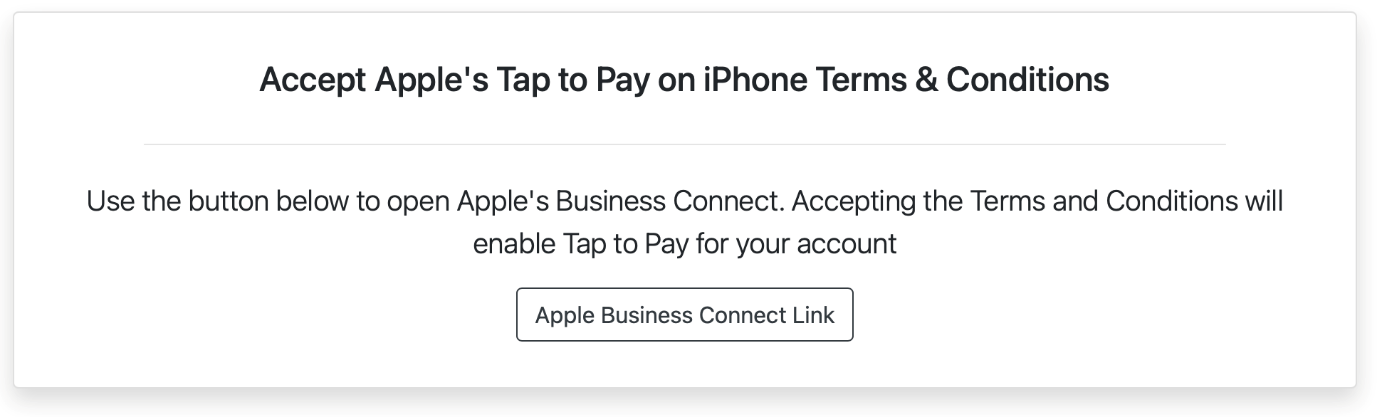 Accept Apple's Tap to Pay on iPhone Terms & Conditions
Use the button below to open Apple's Business Connect. Accepting the Terms and Conditions will
enable Tap to Pay for your account
Apple Business Connect Link